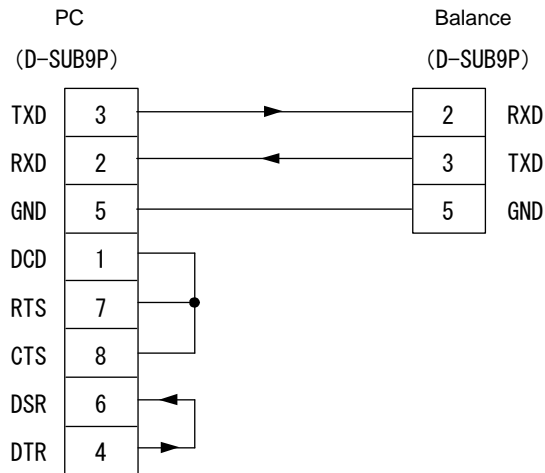 PC Balance
(D-SUB9P) (D-SUB9P)
TXD 3 2 RXD
RXD 2 3 TXD
GND 5 5 GND
DCD 1
RTS 7
CTS 8
DSR 6
DTR 4